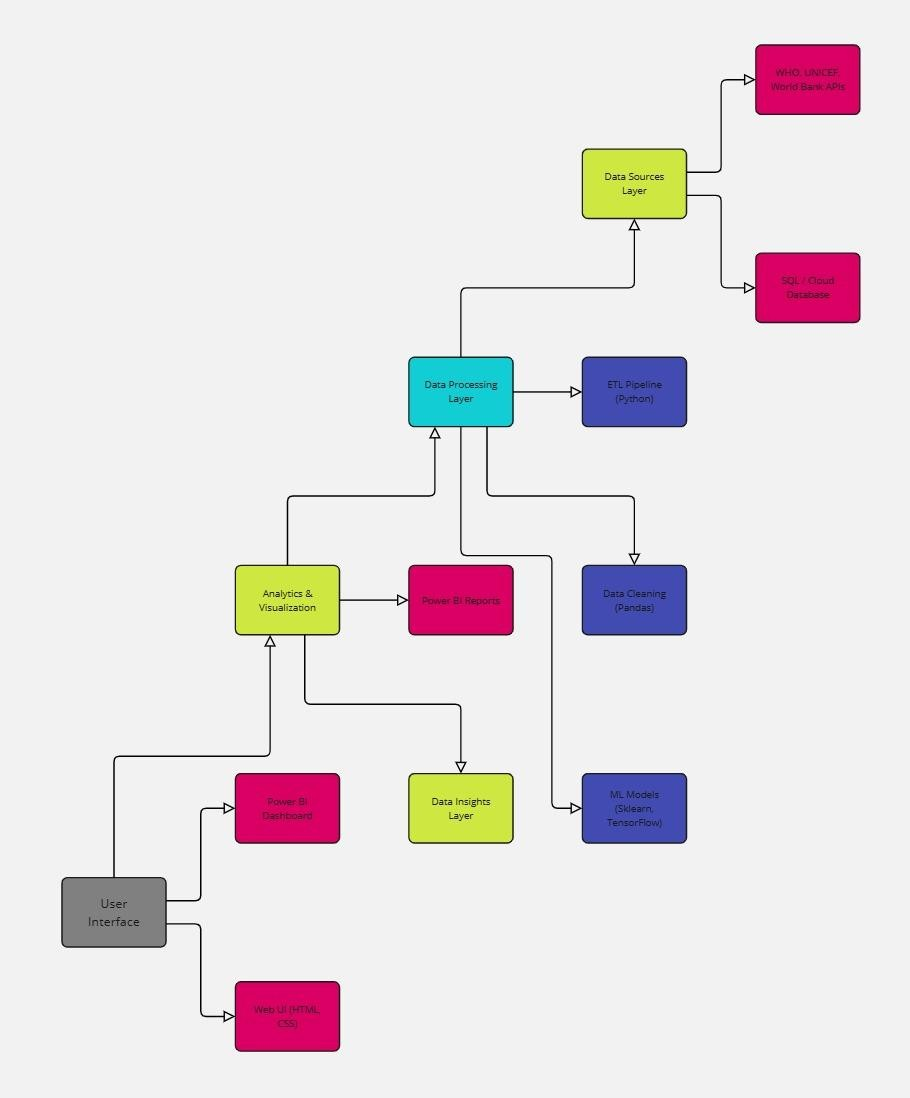 WHO, UNICEF,
World Bank APIs
Data Sources
Layer
SQL / Cloud
Database
Data Processing
Layer
ETL Pipeline
(Python)
Analytics &
Visualization
Power BI Reports
Data Cleaning
(Pandas)
Power BI
Dashboard
Data Insights
Layer
ML Models
(Sklearn,
TensorFlow)
User
Interface
Web UI (HTML,
CSS)